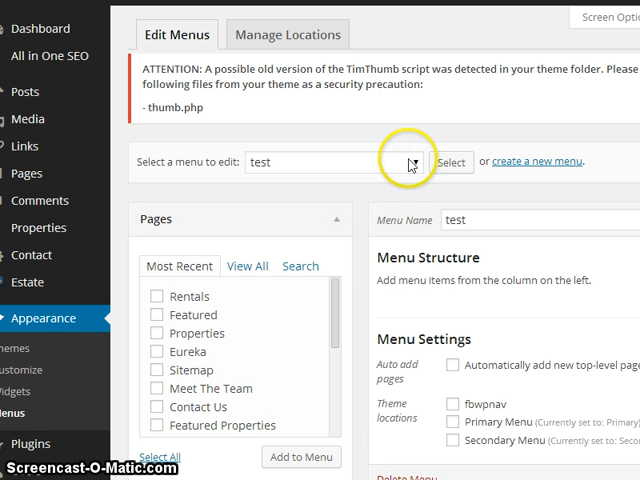 Screen Optio
Dashboard
All in One SEO
Posts
Media
Links
Pages
Comments
Properties
Contact
Estate
Appearance
hemes
ustomize
idgets
enus
Plugins
Edit Menus
Manage Locations
ATTENTION: A possible old version of the TimThumb script was detected in your theme folder. Please
following files from your theme as a security precaution:
- thumb.php
Select a menu to edit: test Select or create a new menu.
Pages
Most Recent View All Search
Rentals
Featured
Properties
Eureka
Sitemap
Meet The Team
Contact Us
Featured Properties
Select All Add to Menu
Menu Name test
Menu Structure
Add menu items from the column on the left.
Menu Settings
Auto add pages
Automatically add new top-level page
Theme locations
fbwpnav
Primary Menu (Currently set to: Primary)
Secondary Menu (Currently set to: Seco
Delete Menu
Screencast-O-Matic.com